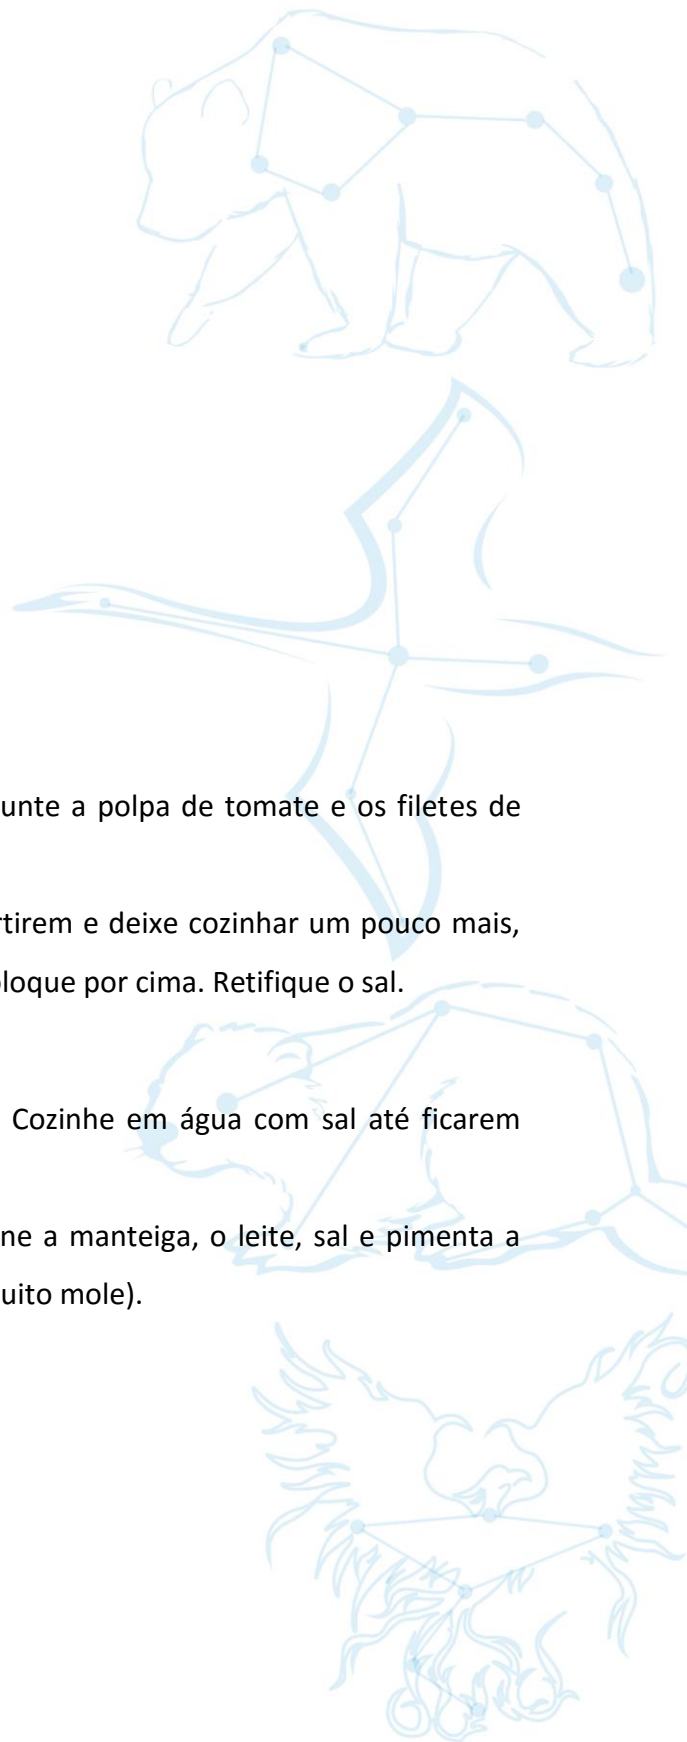 unte a polpa de tomate e os filetes de
rtirem e deixe cozinhar um pouco mais,
loque por cima. Retifique o sal.
Cozinhe em água com sal até ficarem
ne a manteiga, o leite, sal e pimenta a
uito mole).